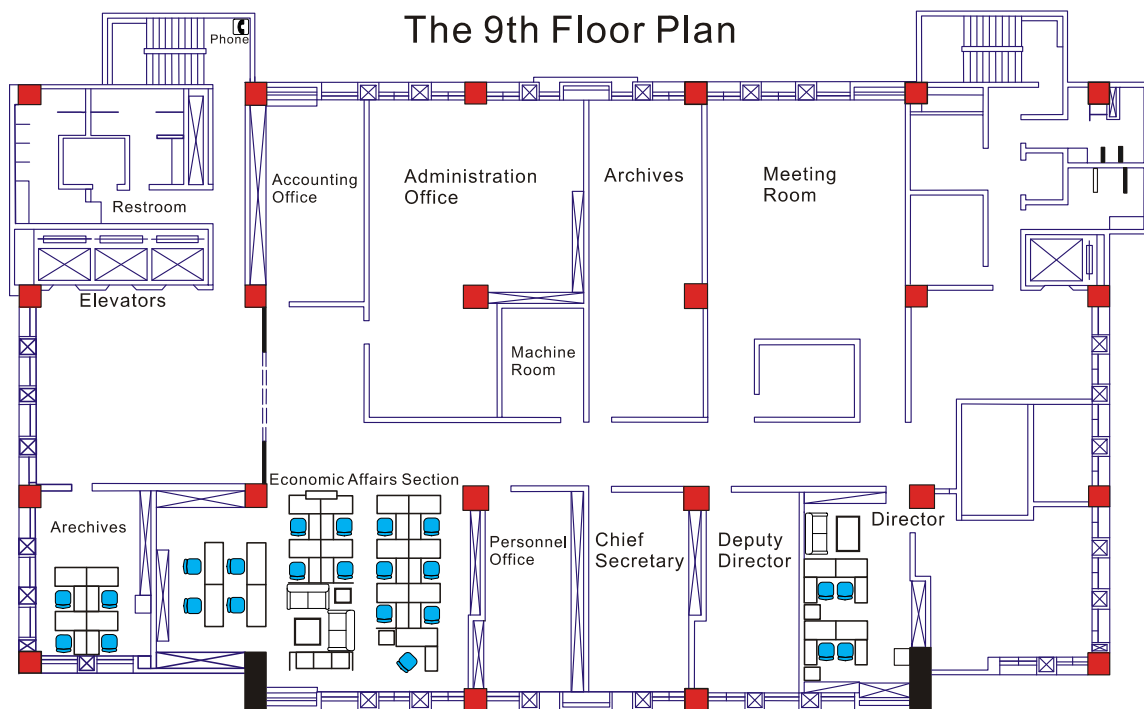 The 9th Floor Plan
Phone
Accounting
Office
Administration
Office
Archives
Meeting
Room
Restroom
Elevators
Machine
Room
Economic Affairs Section
Arechives
Personnel
Office
Chief
Secretary
Deputy
Director
Director